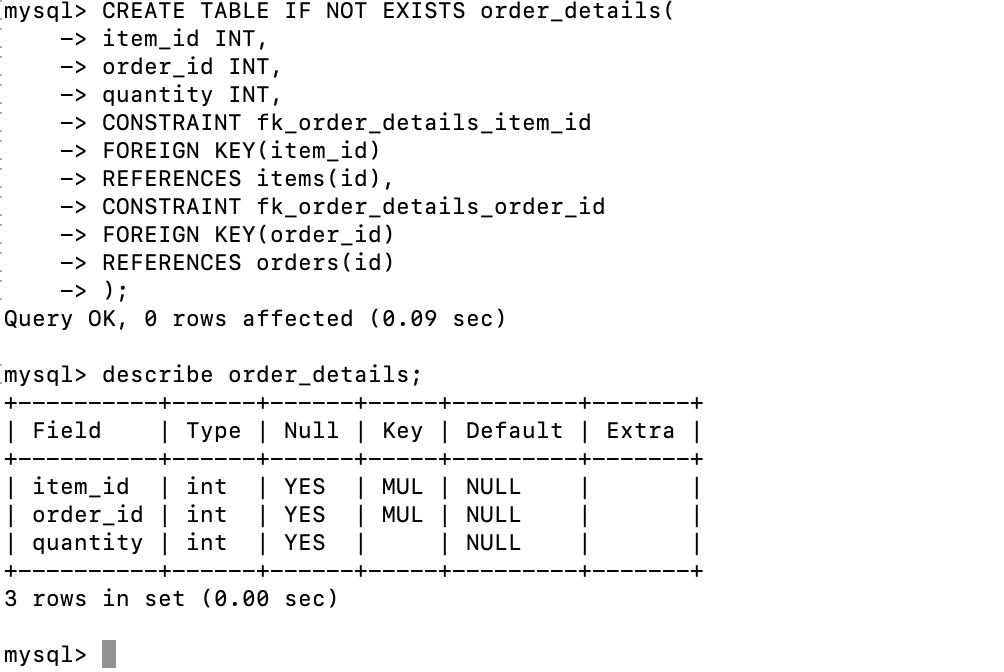 mysql> CREATE TABLE IF NOT EXISTS order_details(
    -> item_id INT,
    -> order_id INT,
    -> quantity INT,
    -> CONSTRAINT fk_order_details_item_id
    -> FOREIGN KEY(item_id)
    -> REFERENCES items(id),
    -> CONSTRAINT fk_order_details_order_id
    -> FOREIGN KEY(order_id)
    -> REFERENCES orders(id)
    -> );
Query OK, 0 rows affected (0.09 sec)

mysql> describe order_details;
+----------+------+------+-----+---------+-------+
| Field    | Type | Null | Key | Default | Extra |
+----------+------+------+-----+---------+-------+
| item_id  | int  | YES  | MUL | NULL    |       |
| order_id | int  | YES  | MUL | NULL    |       |
| quantity | int  | YES  |     | NULL    |       |
+----------+------+------+-----+---------+-------+
3 rows in set (0.00 sec)

mysql>